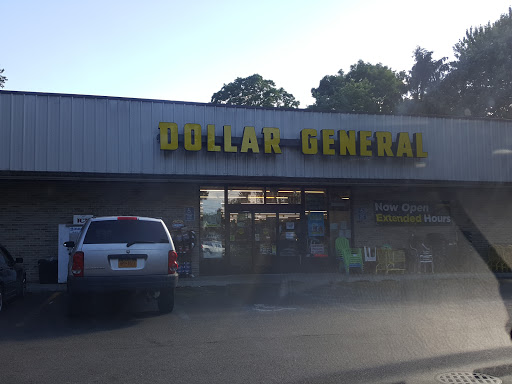 DOLLAR GENERAL
Now Open
Extended Hours